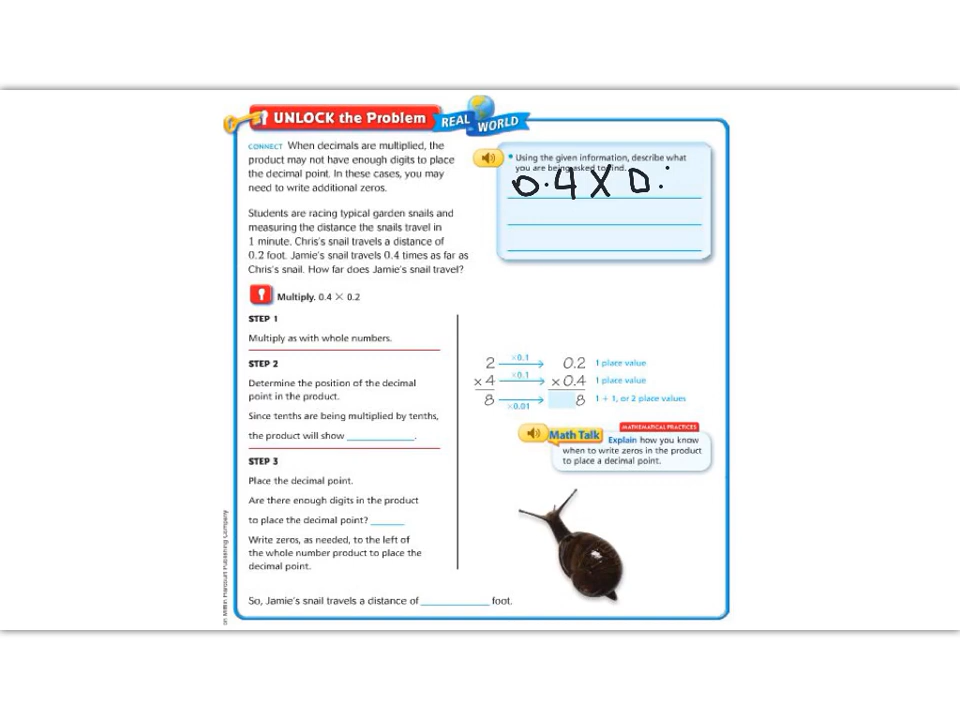 UNLOCK the Problem REAL WORLD
CONNECT When decimals are multiplied, the
product may not have enough digits to place
the decimal point. In these cases, you may
need to write additional zeros.
Students are racing typical garden snails and
measuring the distance the snails travel in
1 minute. Chris's snail travels a distance of
0.2 foot. Jamie's snail travels 0.4 times as far as
Chris's snail. How far does Jamie's snail travel?
• Using the given information, describe what
you are being asked to find.
0.4 X 0.
Multiply. 0.4 × 0.2
STEP 1
Multiply as with whole numbers.
STEP 2
Determine the position of the decimal
point in the product.
Since tenths are being multiplied by tenths,
the product will show ____________.
STEP 3
Place the decimal point.
Are there enough digits in the product
to place the decimal point? ______
Write zeros, as needed, to the left of
the whole number product to place the
decimal point.
2 ×0.1 0.2 1 place value
×4 ×0.1 ×0.4 1 place value
8 ×0.01 8 1 + 1, or 2 place values
MATHEMATICAL PRACTICES
Math Talk Explain how you know
when to write zeros in the product
to place a decimal point.
So, Jamie's snail travels a distance of ____________ foot.
Harcourt Publishing Company